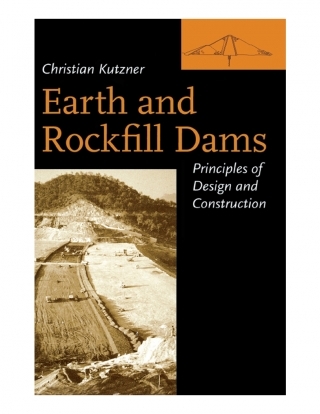 Christian Kutzner
Earth and
Rockfill Dams
Principles of
Design and
Construction